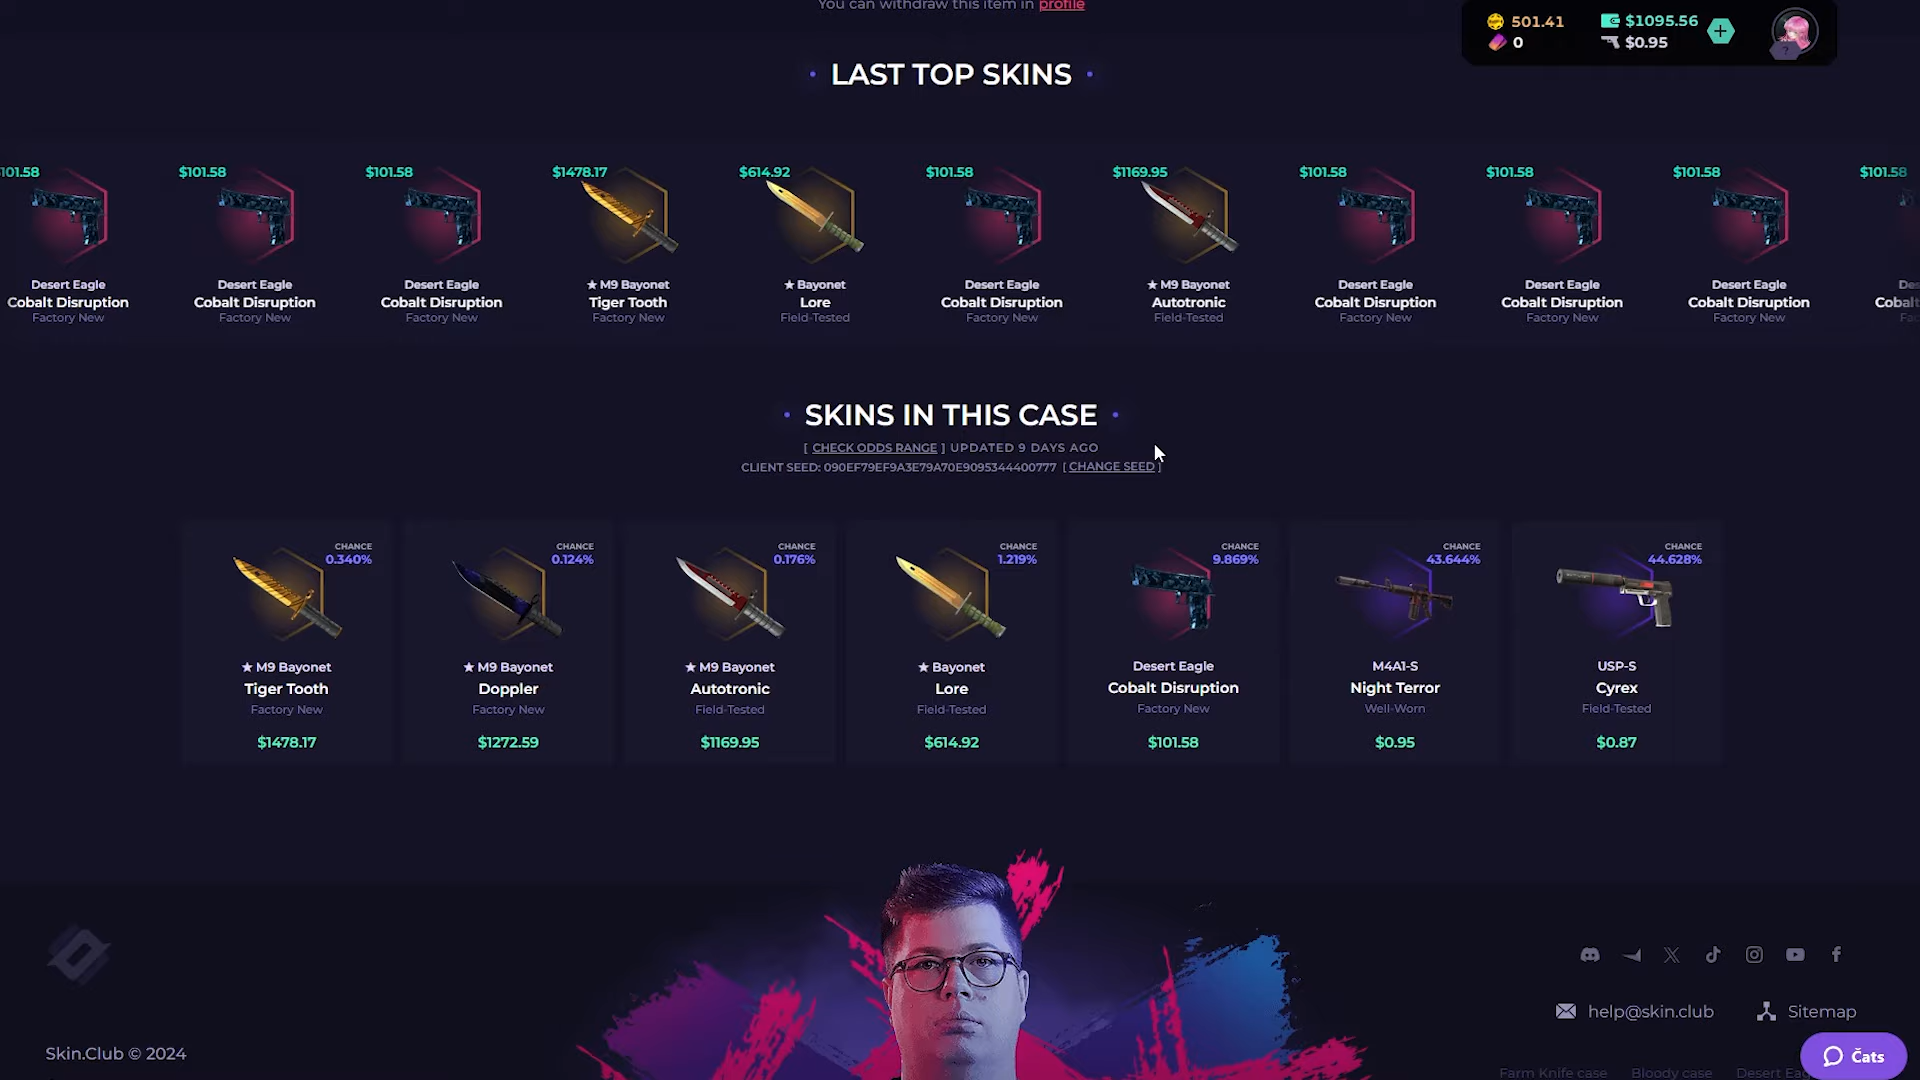 You can withdraw this item in profile
501.41
$1095.56
0
$0.95
?
LAST TOP SKINS
$101.58
$101.58
$1478.17
$614.92
$101.58
$1169.95
$101.58
$101.58
$101.58
$101.58
Desert Eagle
Cobalt Disruption
Factory New
Desert Eagle
Cobalt Disruption
Factory New
Desert Eagle
Cobalt Disruption
Factory New
★ M9 Bayonet
Tiger Tooth
Factory New
★ Bayonet
Lore
Field-Tested
Desert Eagle
Cobalt Disruption
Factory New
★ M9 Bayonet
Autotronic
Field-Tested
Desert Eagle
Cobalt Disruption
Factory New
Desert Eagle
Cobalt Disruption
Factory New
Desert Eagle
Cobalt Disruption
Factory New
SKINS IN THIS CASE
[ CHECK ODDS RANGE ] UPDATED 9 DAYS AGO
CLIENT SEED: 090EF79EF9A3E79A70E9095344400777 [ CHANGE SEED ]
CHANCE
0.340%
★ M9 Bayonet
Tiger Tooth
Factory New
$1478.17
CHANCE
0.124%
★ M9 Bayonet
Doppler
Factory New
$1272.59
CHANCE
0.176%
★ M9 Bayonet
Autotronic
Field-Tested
$1169.95
CHANCE
1.219%
★ Bayonet
Lore
Field-Tested
$614.92
CHANCE
9.869%
Desert Eagle
Cobalt Disruption
Factory New
$101.58
CHANCE
43.644%
M4A1-S
Night Terror
Well-Worn
$0.95
CHANCE
44.628%
USP-S
Cyrex
Field-Tested
$0.87
help@skin.club
Sitemap
Skin.Club © 2024
Čats
Farm Knife case
Bloody case
Desert